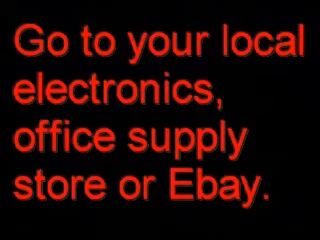 Go to your local
electronics,
office supply
store or Ebay.